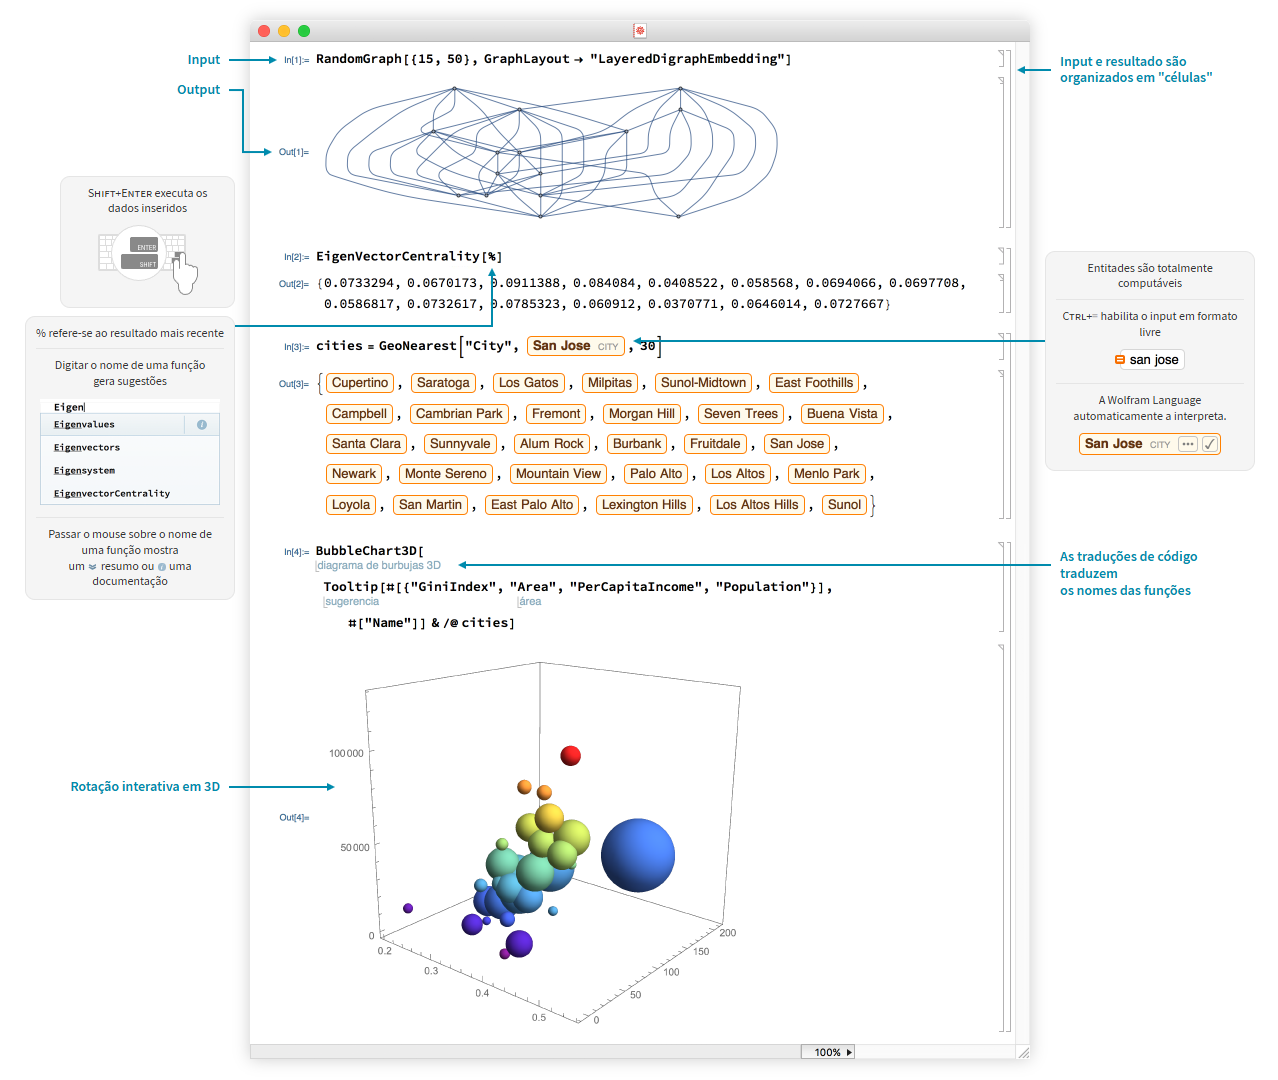 Input
Output
In[1]:= RandomGraph[{15, 50}, GraphLayout → "LayeredDigraphEmbedding"]
Out[1]=
Input e resultado são
organizados em "células"
SHIFT+ENTER executa os
dados inseridos
ENTER
SHIFT
In[2]:= EigenVectorCentrality[%]
Out[2]= {0.0733294, 0.0670173, 0.0911388, 0.084084, 0.0408522, 0.058568, 0.0694066, 0.0697708,
0.0586817, 0.0732617, 0.0785323, 0.060912, 0.0370771, 0.0646014, 0.0727667}
% refere-se ao resultado mais recente
Digitar o nome de uma função
gera sugestões
Eigen
Eigenvalues i
Eigenvectors
Eigensystem
EigenvectorCentrality
Passar o mouse sobre o nome de
uma função mostra
um resumo ou i uma
documentação
In[3]:= cities = GeoNearest["City", San Jose CITY , 30]
Out[3]= { Cupertino , Saratoga , Los Gatos , Milpitas , Sunol-Midtown , East Foothills ,
Campbell , Cambrian Park , Fremont , Morgan Hill , Seven Trees , Buena Vista ,
Santa Clara , Sunnyvale , Alum Rock , Burbank , Fruitdale , San Jose ,
Newark , Monte Sereno , Mountain View , Palo Alto , Los Altos , Menlo Park ,
Loyola , San Martin , East Palo Alto , Lexington Hills , Los Altos Hills , Sunol }
Entidades são totalmente
computáveis
CTRL+= habilita o input em formato
livre
= san jose
A Wolfram Language
automaticamente a interpreta.
San Jose CITY ... ✓
In[4]:= BubbleChart3D[
diagrama de burbujas 3D
Tooltip[#[{"GiniIndex", "Area", "PerCapitaIncome", "Population"}],
sugerencia área
#["Name"]] & /@ cities]
As traduções de código
traduzem
os nomes das funções
Rotação interativa em 3D
Out[4]=
100000
50000
0
0.2
0.3
0.4
0.5
0
50
100
150
200
100%